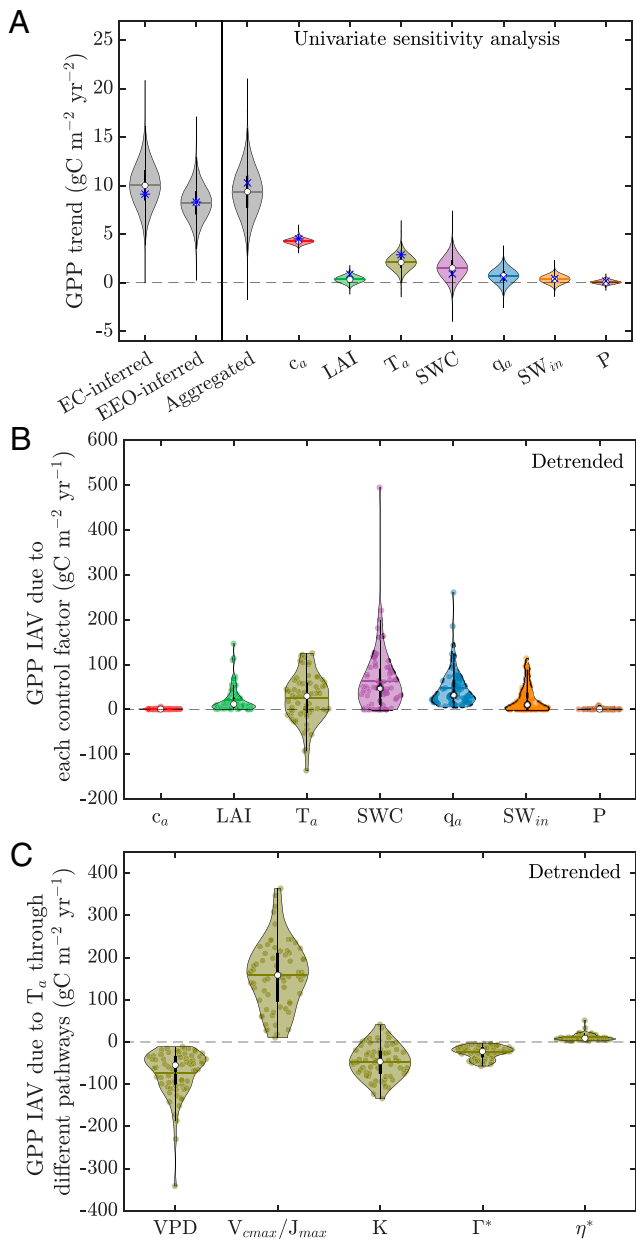 A
Univariate sensitivity analysis
GPP trend (gC m⁻² yr⁻²)
25
20
15
10
5
0
-5
EC-inferred
EEO-inferred
Aggregated
cₐ
LAI
Tₐ
SWC
qₐ
SWᵢₙ
P
B
Detrended
GPP IAV due to
each control factor (gC m⁻² yr⁻¹)
600
500
400
300
200
100
0
-100
-200
cₐ
LAI
Tₐ
SWC
qₐ
SWᵢₙ
P
C
Detrended
GPP IAV due to Tₐ through
different pathways (gC m⁻² yr⁻¹)
400
300
200
100
0
-100
-200
-300
-400
VPD
V_cmax/J_max
K
Γ*
η*